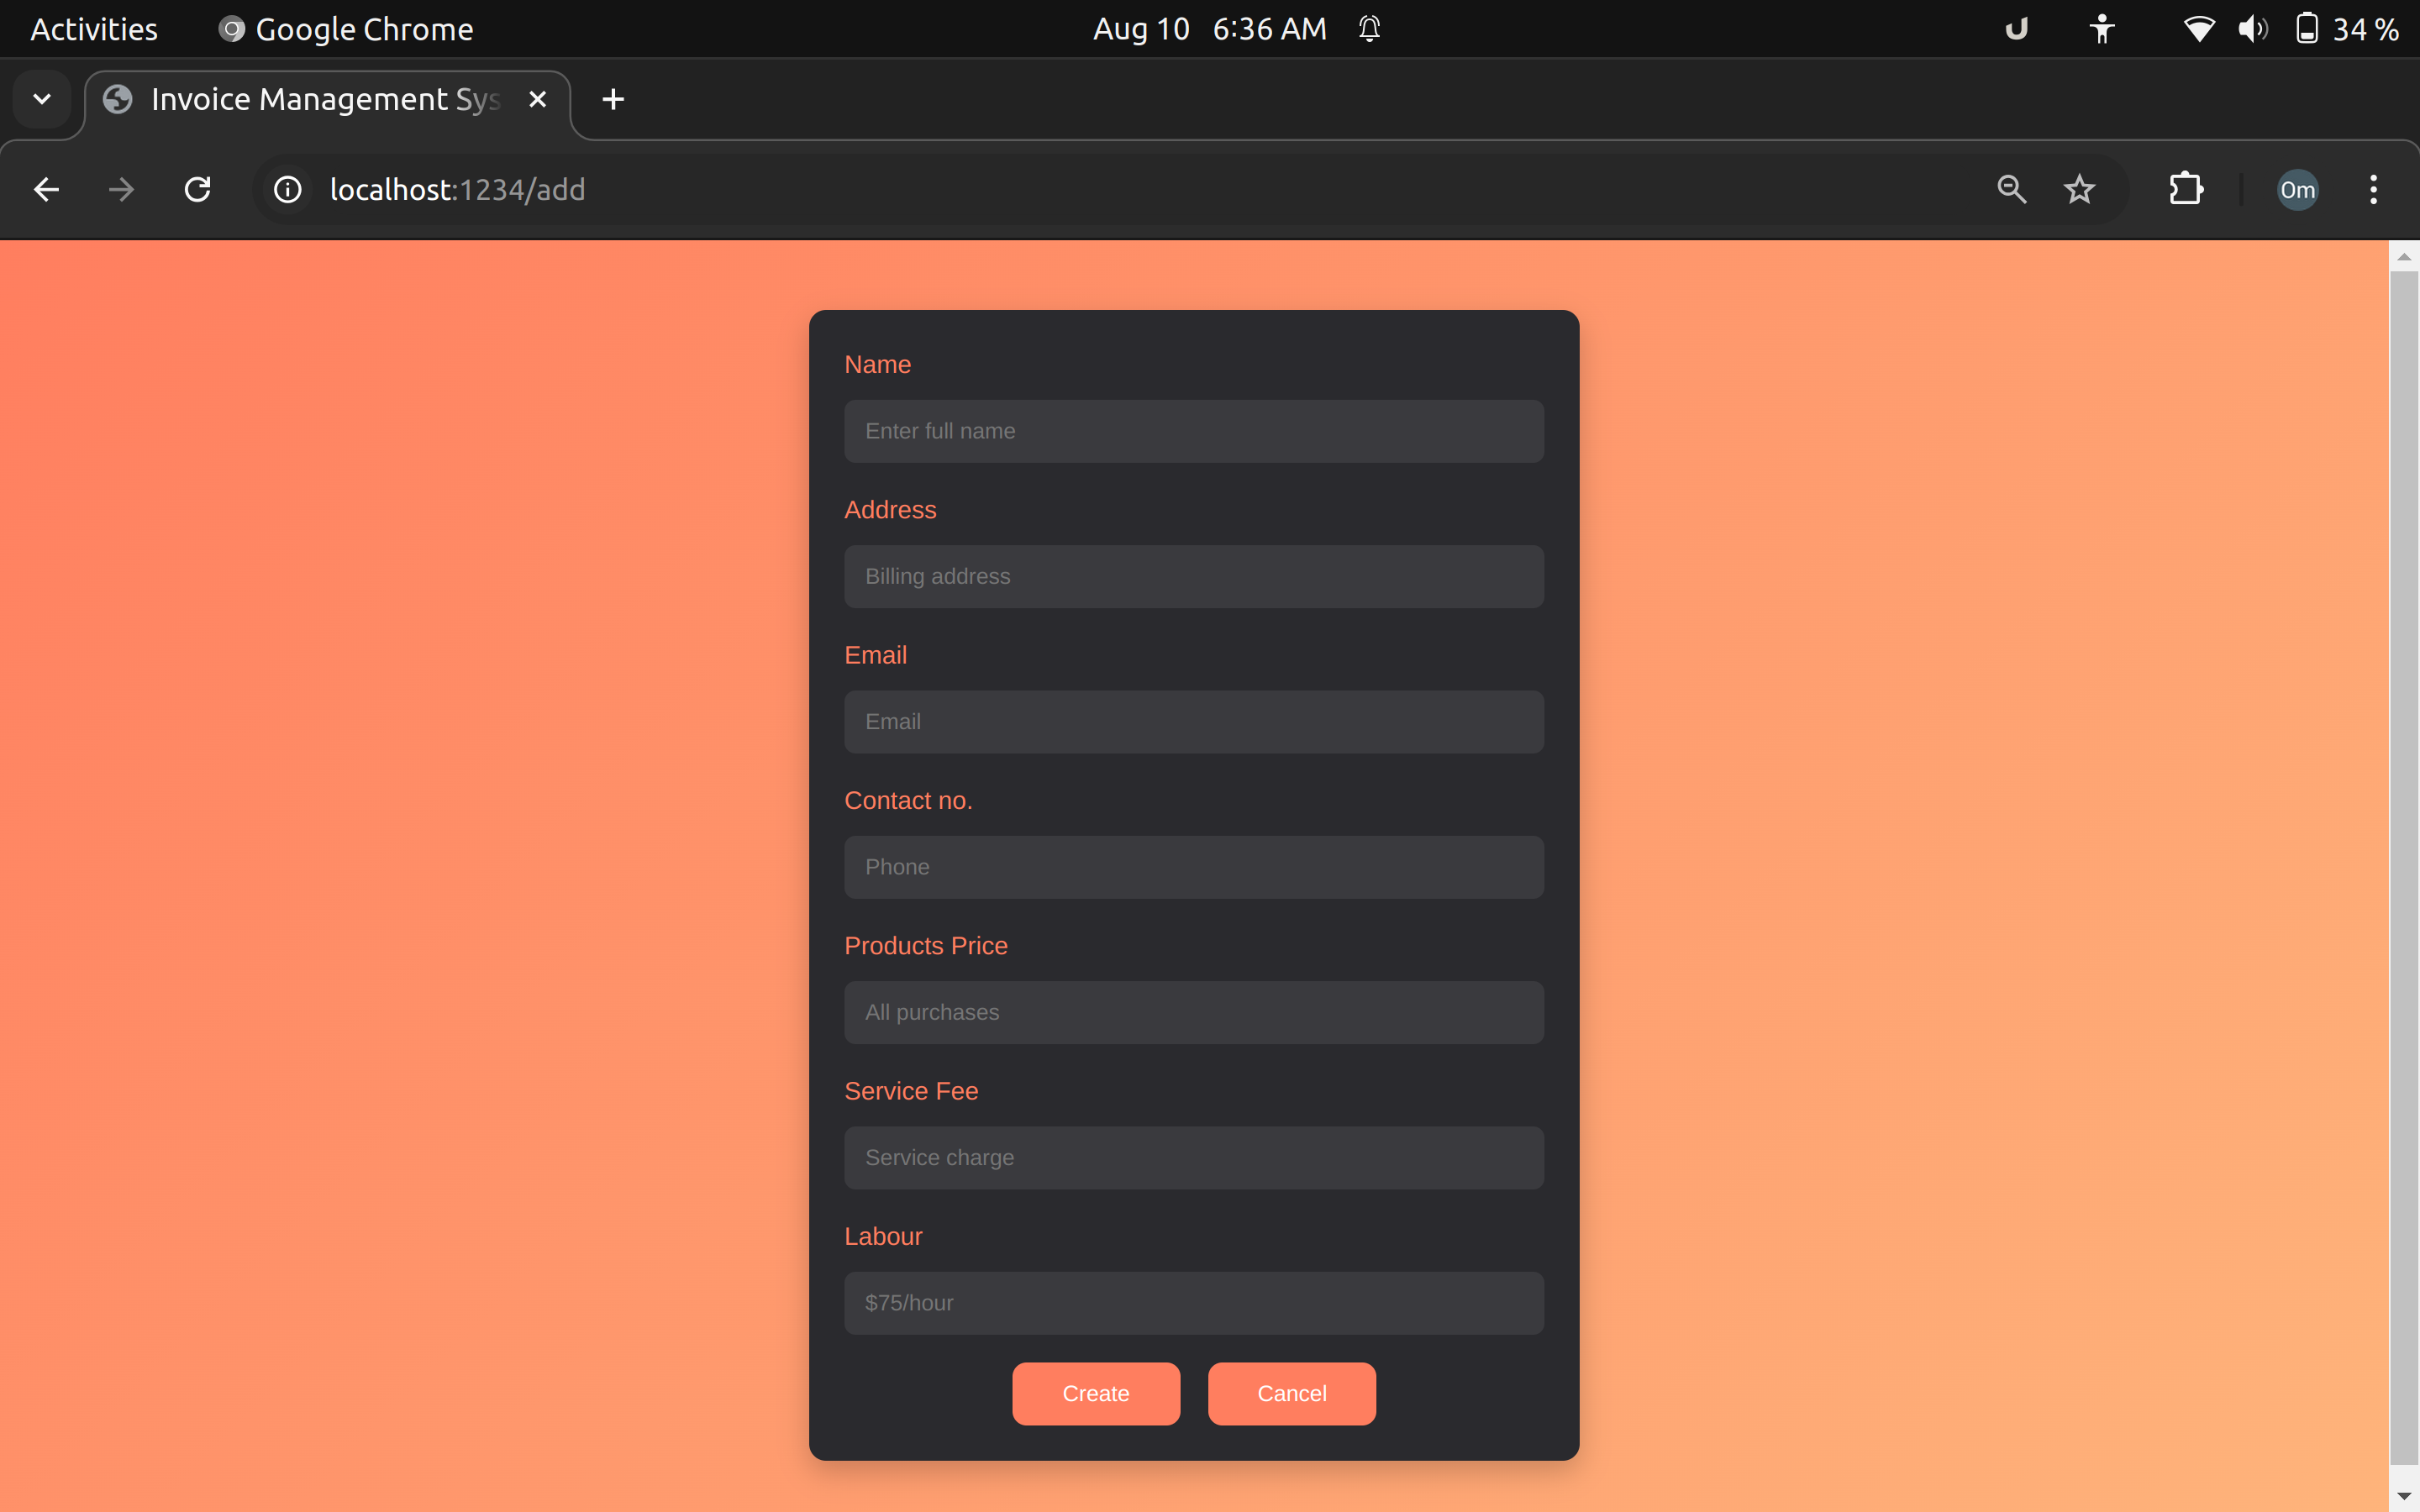 Activities Google Chrome Aug 10 6:36 AM 34 %
Invoice Management Sys
localhost:1234/add Om
Name
Enter full name
Address
Billing address
Email
Email
Contact no.
Phone
Products Price
All purchases
Service Fee
Service charge
Labour
$75/hour
Create Cancel